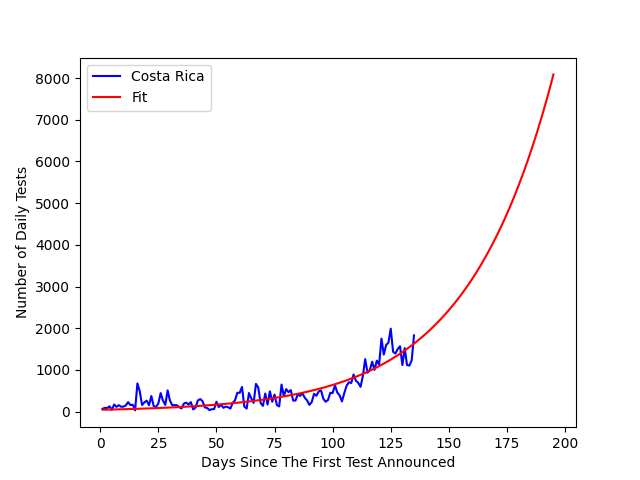 Costa Rica
Fit
8000
7000
6000
5000
4000
3000
2000
1000
0
Number of Daily Tests
0 25 50 75 100 125 150 175 200
Days Since The First Test Announced